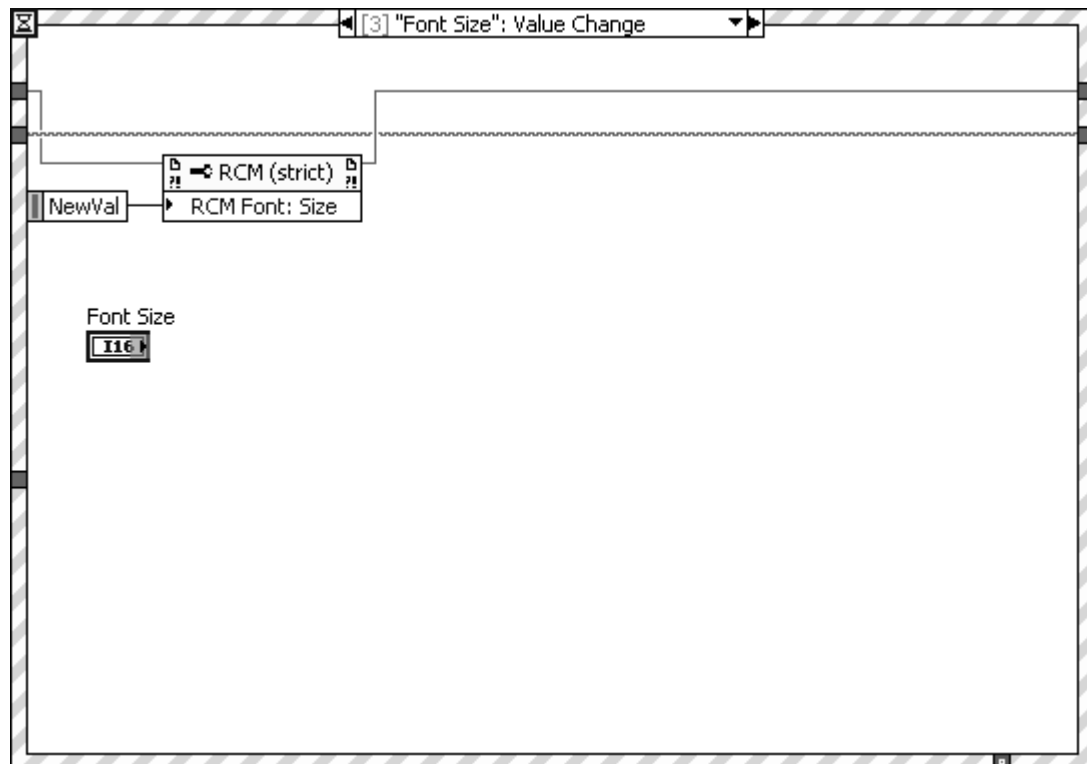 [3] "Font Size": Value Change
?! RCM (strict) ?!
NewVal
RCM Font: Size
Font Size
I16